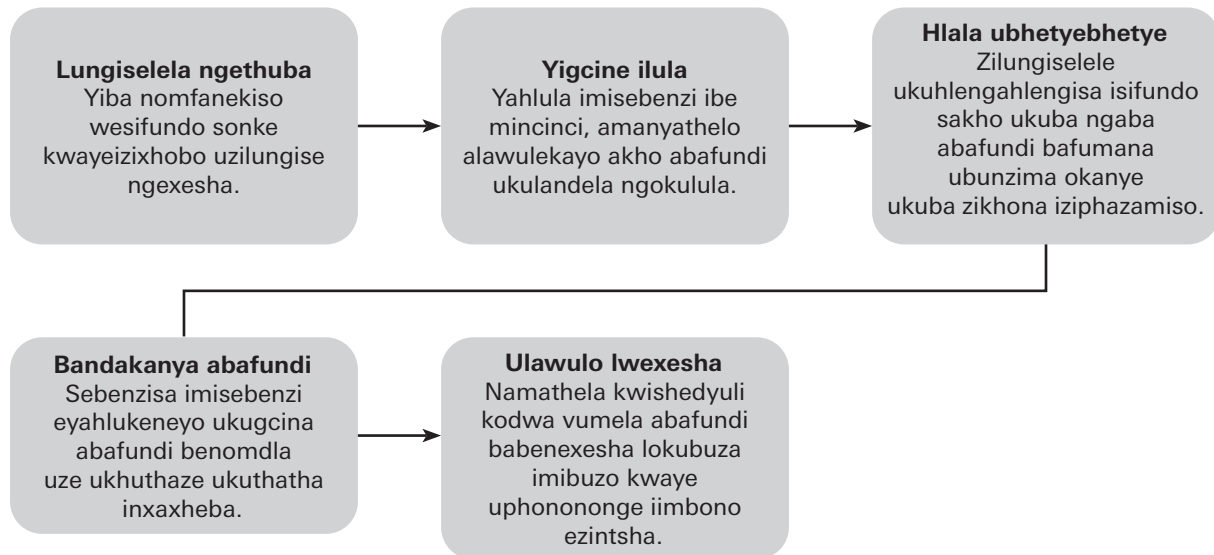 Lungiselela ngethuba
Yiba nomfanekiso
wesifundo sonke
kwayeizixhobo uzilungise
ngexesha.
Yigcine ilula
Yahlula imisebenzi ibe
mincinci, amanyathelo
alawulekayo akho abafundi
ukulandela ngokulula.
Hlala ubhetyebhetye
Zilungiselele
ukuhlengahlengisa isifundo
sakho ukuba ngaba
abafundi bafumana
ubunzima okanye
ukuba zikhona iziphazamiso.
Bandakanya abafundi
Sebenzisa imisebenzi
eyahlukeneyo ukugcina
abafundi benomdla
uze ukhuthaze ukuthatha
inxaxheba.
Ulawulo lwexesha
Namathela kwishedyuli
kodwa vumela abafundi
babenexesha lokubuza
imibuzo kwaye
uphonononge iimbono
ezintsha.